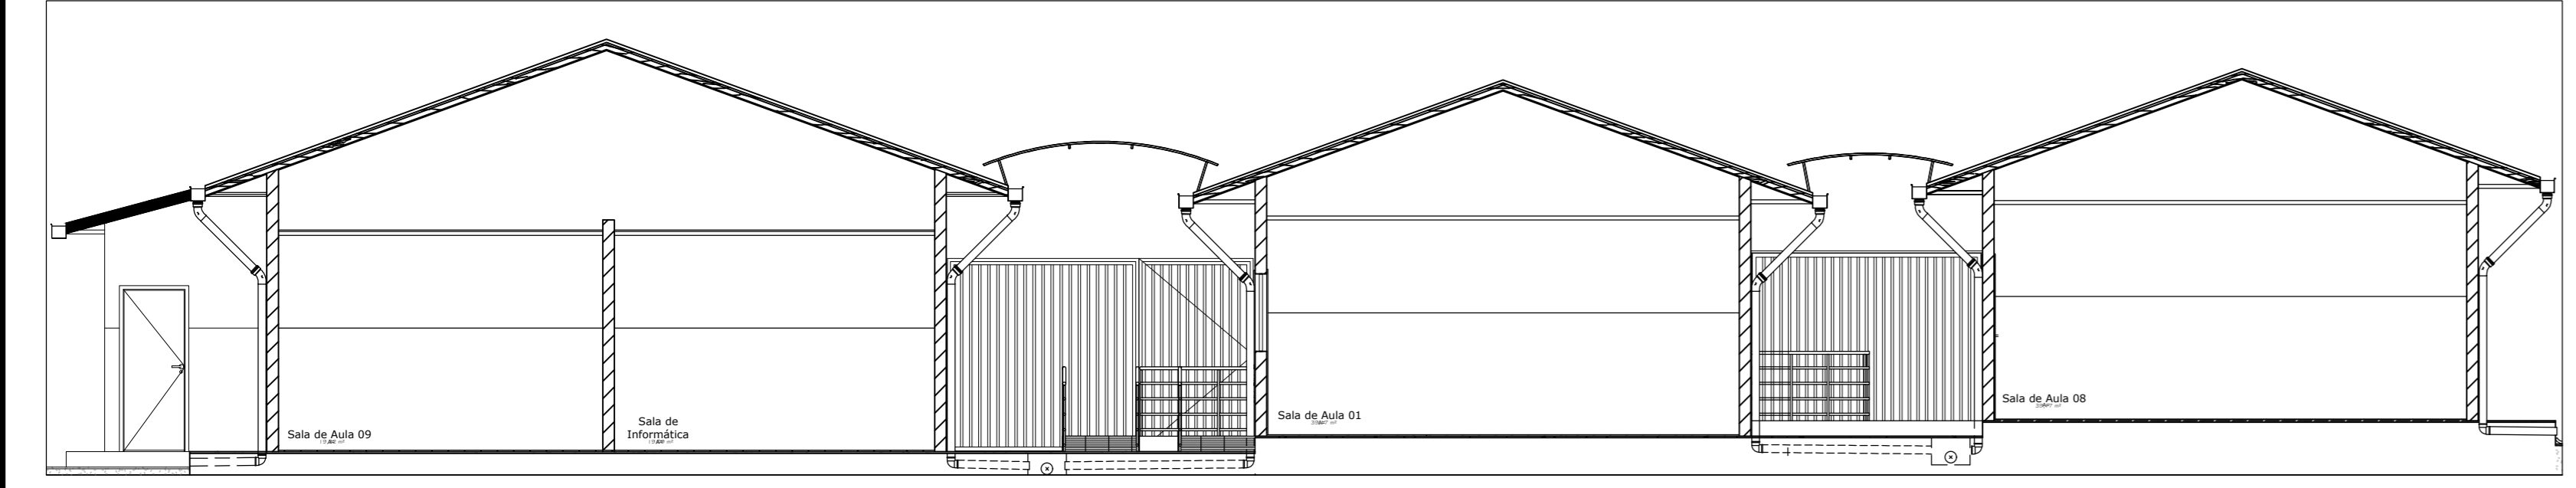 Sala de Aula 09
Sala de
Informática
Sala de Aula 01
Sala de Aula 08